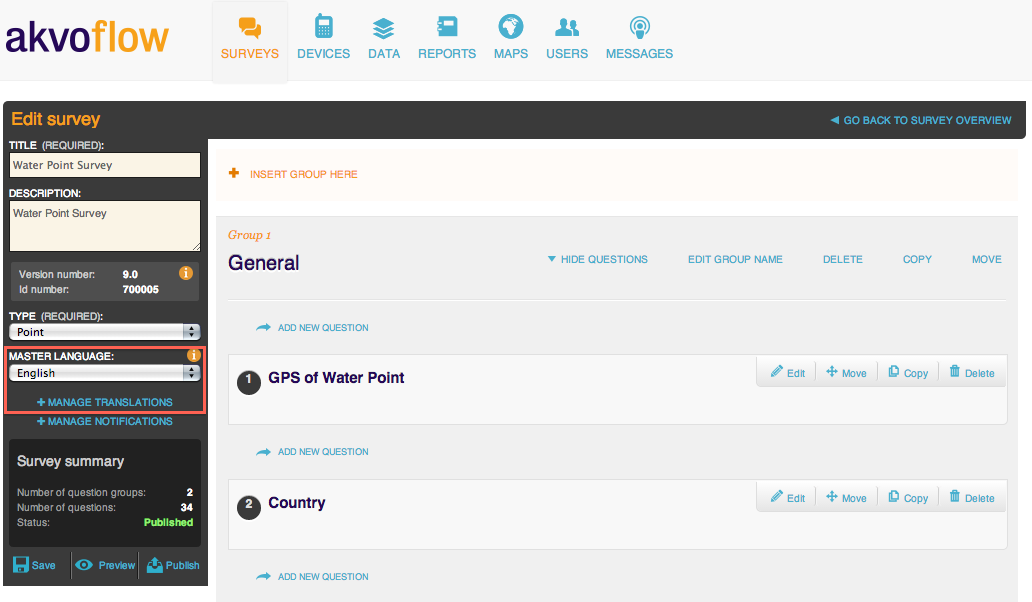 akvoflow
SURVEYS DEVICES DATA REPORTS MAPS USERS MESSAGES
Edit survey
GO BACK TO SURVEY OVERVIEW
TITLE (REQUIRED):
Water Point Survey
DESCRIPTION:
Water Point Survey
Version number: 9.0
Id number: 700005
TYPE (REQUIRED):
Point
MASTER LANGUAGE:
English
+ MANAGE TRANSLATIONS
+ MANAGE NOTIFICATIONS
Survey summary
Number of question groups: 2
Number of questions: 34
Status: Published
Save Preview Publish
+ INSERT GROUP HERE
Group 1
General
HIDE QUESTIONS EDIT GROUP NAME DELETE COPY MOVE
ADD NEW QUESTION
1 GPS of Water Point Edit Move Copy Delete
ADD NEW QUESTION
2 Country Edit Move Copy Delete
ADD NEW QUESTION